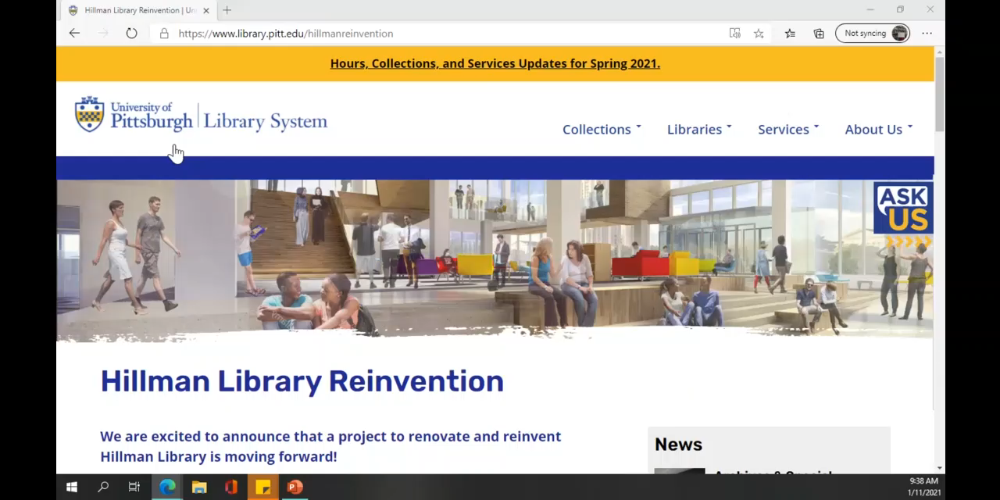 Hillman Library Reinvention | Un
https://www.library.pitt.edu/hillmanreinvention
Not syncing
Hours, Collections, and Services Updates for Spring 2021.
University of
Pittsburgh
Library System
Collections
Libraries
Services
About Us
ASK
US
Hillman Library Reinvention
We are excited to announce that a project to renovate and reinvent
Hillman Library is moving forward!
News
Archives & Special
9:38 AM
1/11/2021